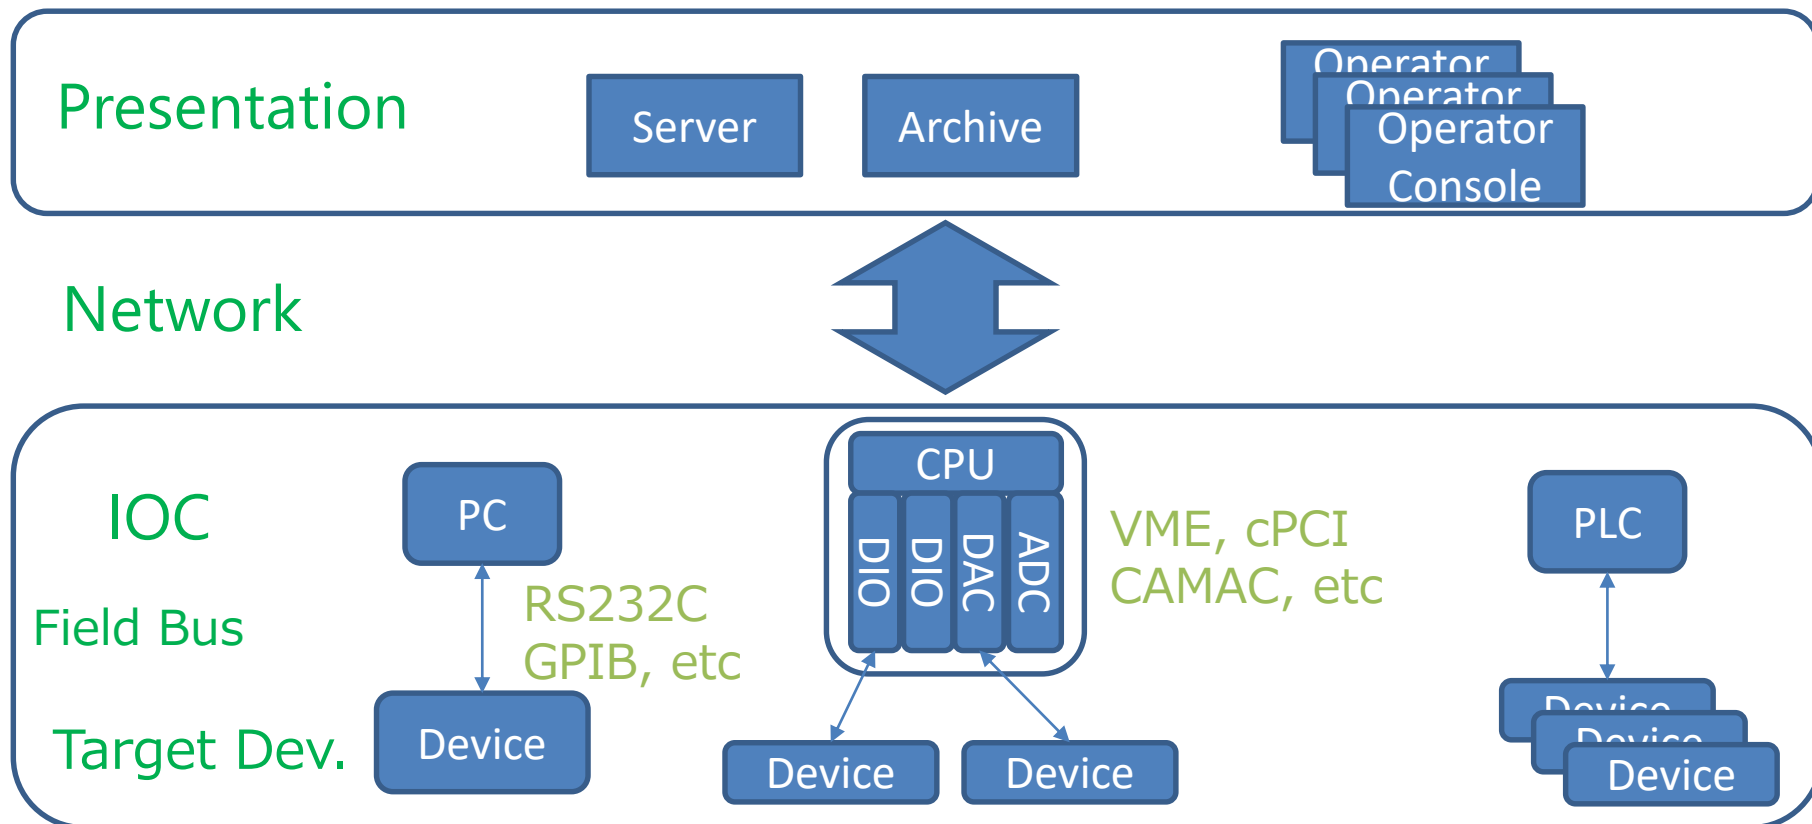 Presentation
Server
Archive
Operator
Operator
Operator
Console
Network
IOC
PC
CPU
DIO
DIO
DAC
ADC
VME, cPCI
CAMAC, etc
PLC
Field Bus
RS232C
GPIB, etc
Target Dev.
Device
Device
Device
Device
Device
Device